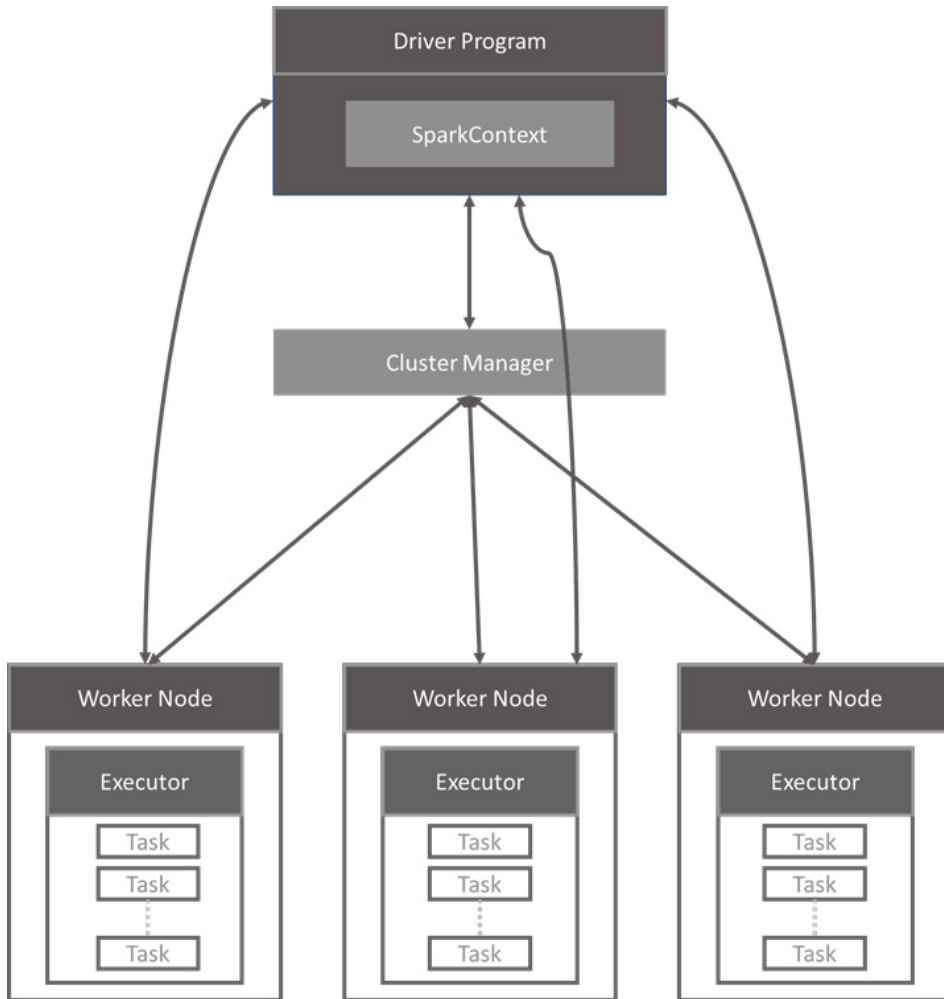 Driver Program
SparkContext
Cluster Manager
Worker Node
Worker Node
Worker Node
Executor
Executor
Executor
Task
Task
Task
Task
Task
Task
Task
Task
Task